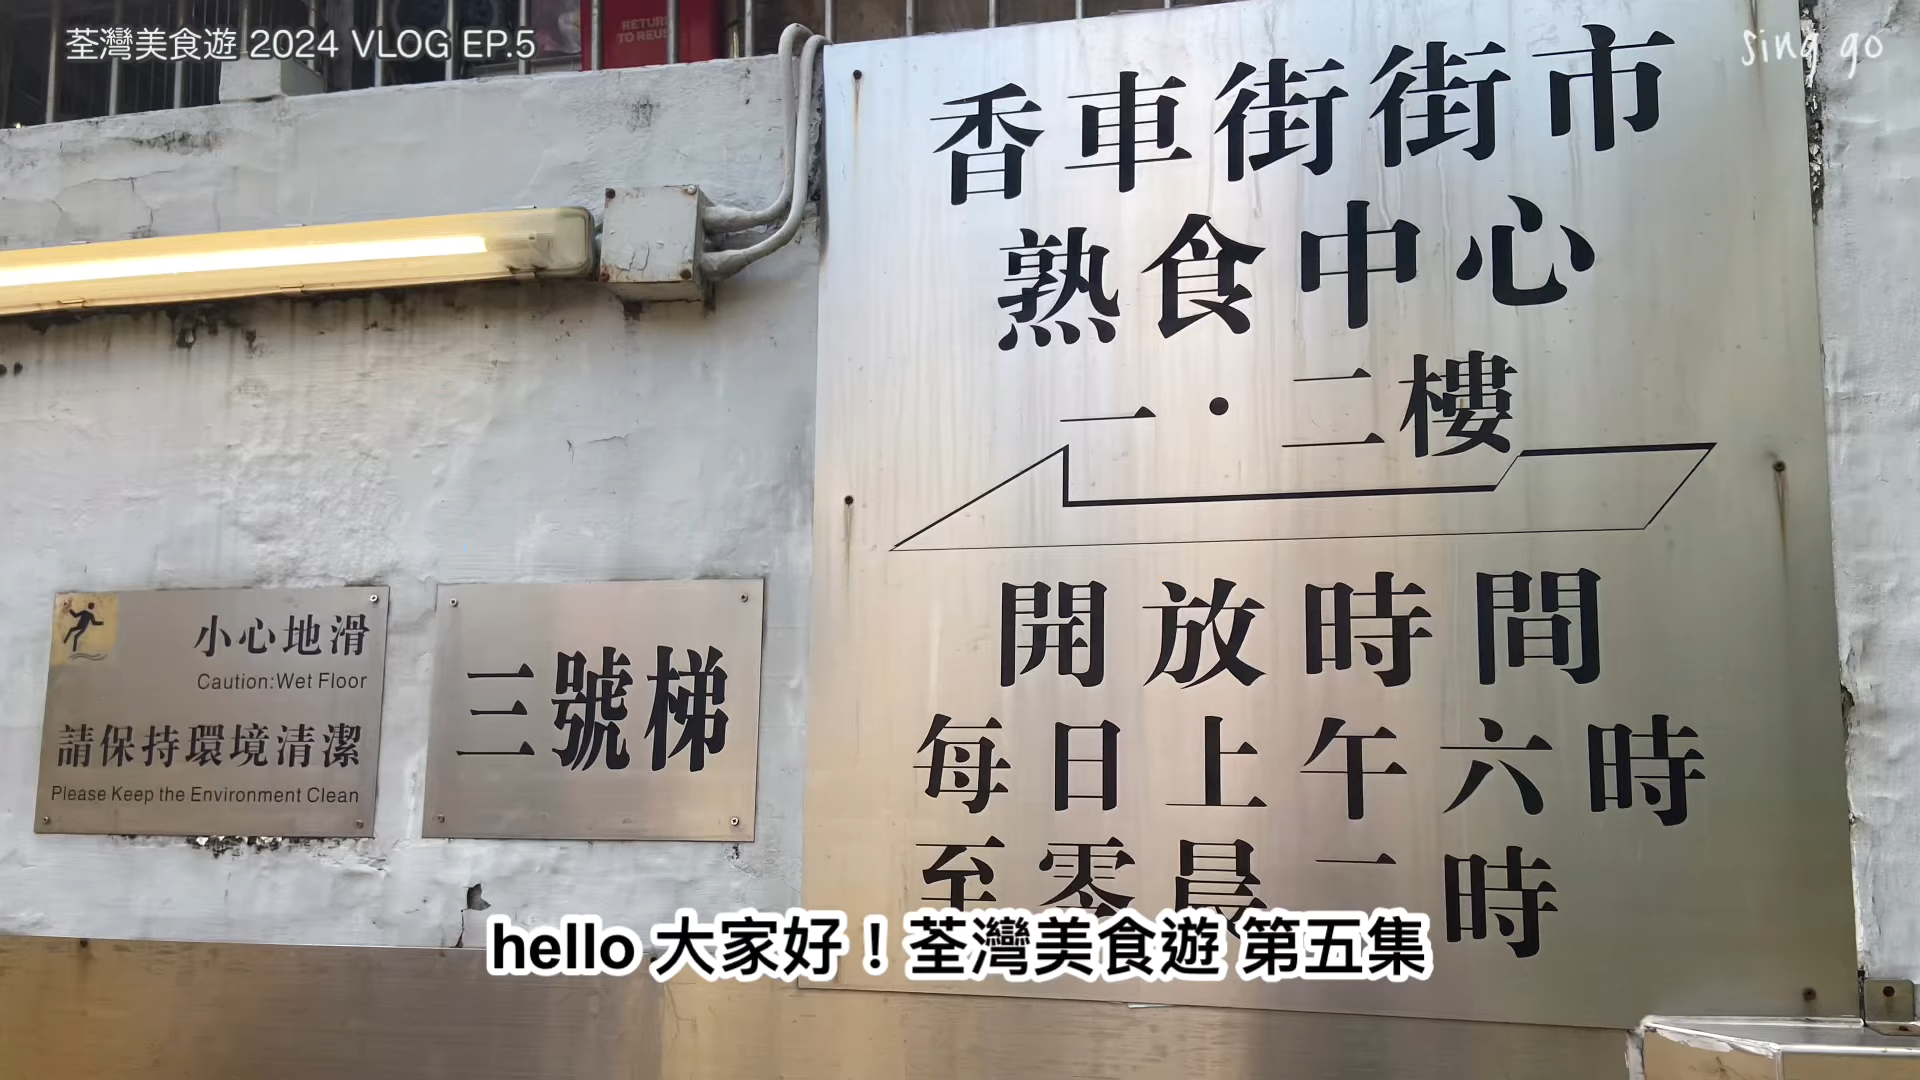 荃灣美食遊 2024 VLOG EP.5
sing go
RETURN
TO REUSE
香車街街市
熟食中心
一·二樓
開放時間
每日上午六時
至零晨二時
小心地滑
Caution:Wet Floor
請保持環境清潔
Please Keep the Environment Clean
三號梯
hello 大家好！荃灣美食遊 第五集